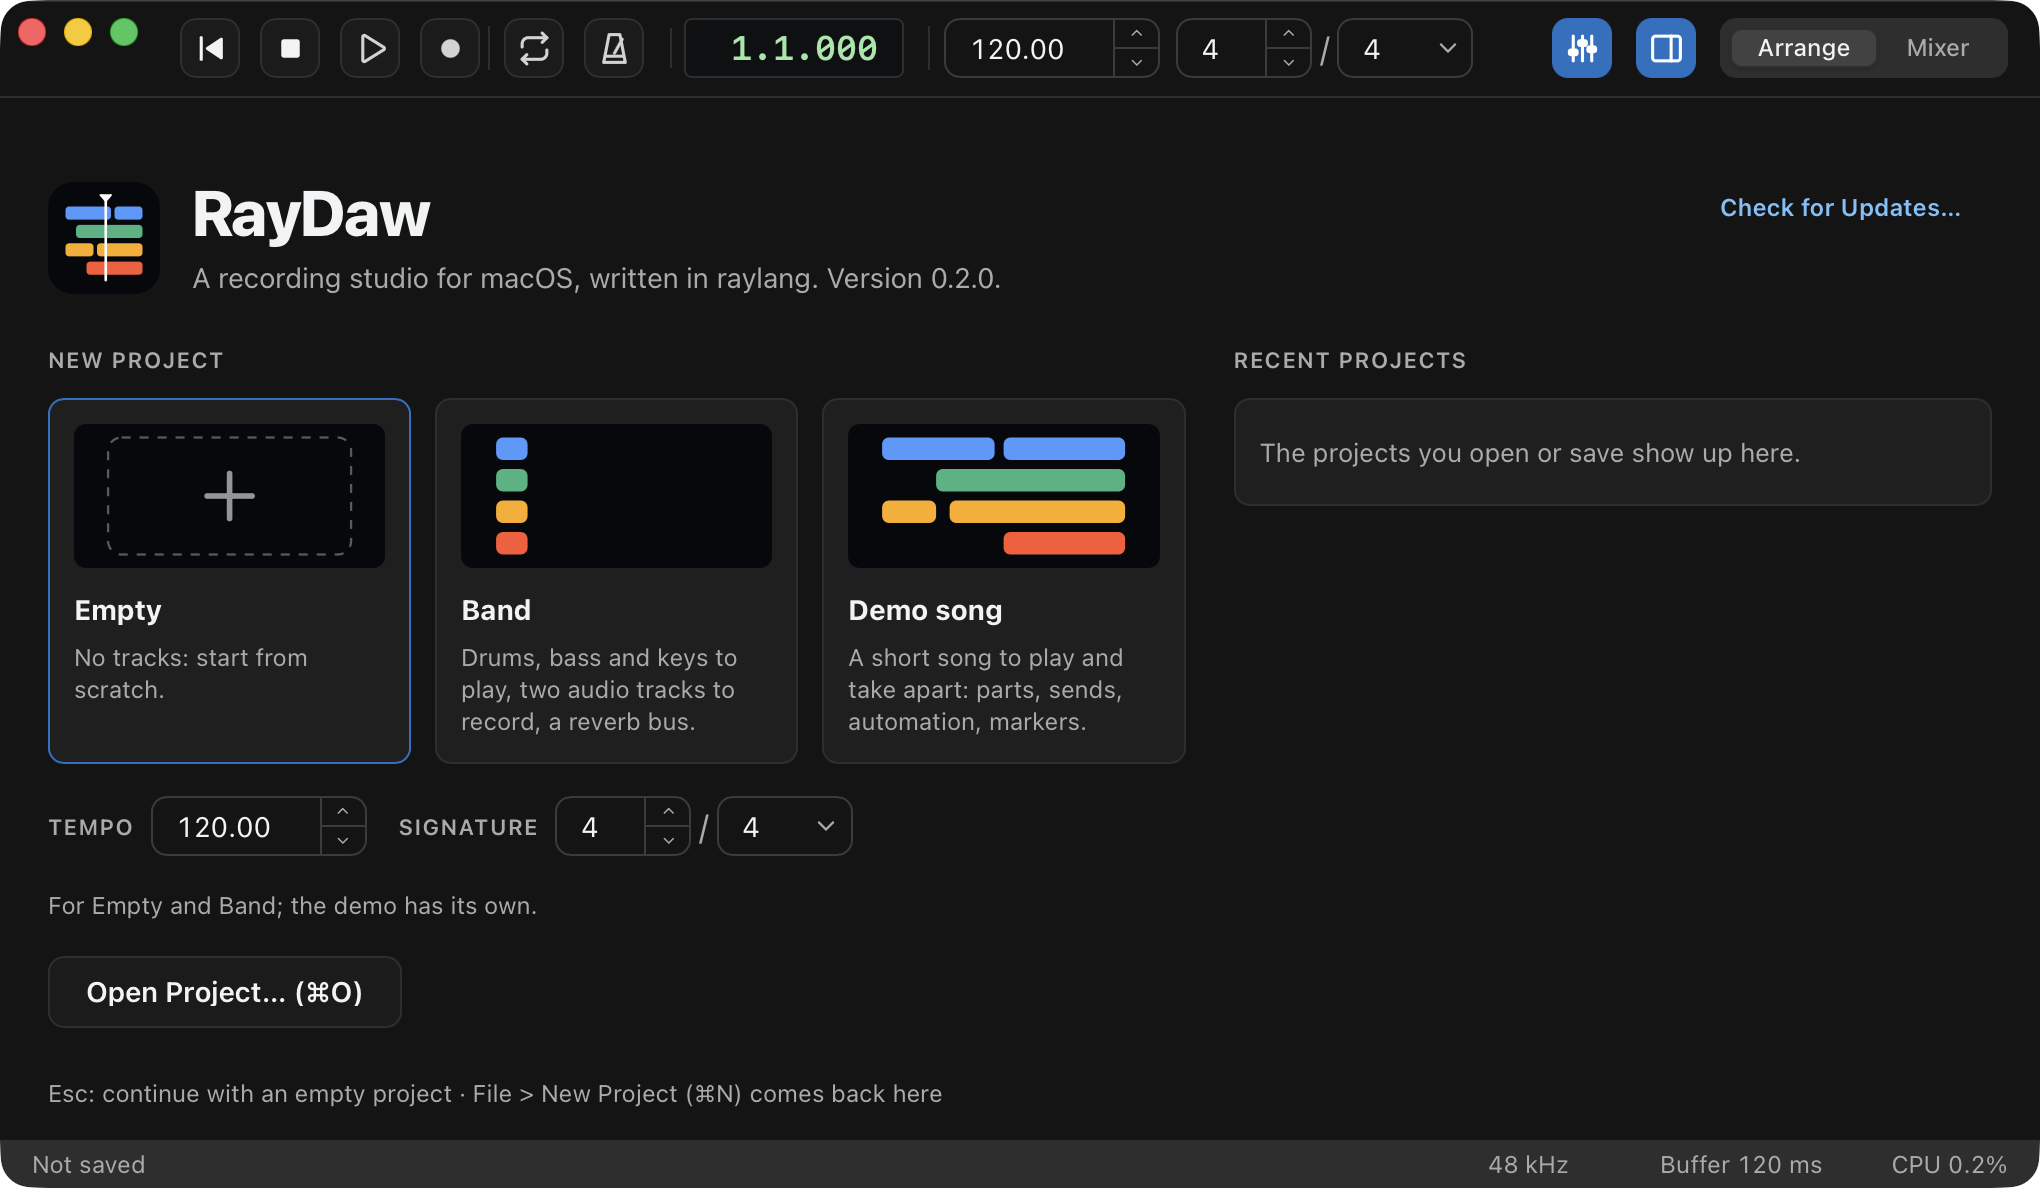 1.1.000
120.00
4 / 4
Arrange
Mixer
RayDaw
A recording studio for macOS, written in raylang. Version 0.2.0.
Check for Updates...
NEW PROJECT
Empty
No tracks: start from
scratch.
Band
Drums, bass and keys to
play, two audio tracks to
record, a reverb bus.
Demo song
A short song to play and
take apart: parts, sends,
automation, markers.
RECENT PROJECTS
The projects you open or save show up here.
TEMPO 120.00 SIGNATURE 4 / 4
For Empty and Band; the demo has its own.
Open Project... (⌘O)
Esc: continue with an empty project · File > New Project (⌘N) comes back here
Not saved
48 kHz
Buffer 120 ms
CPU 0.2%